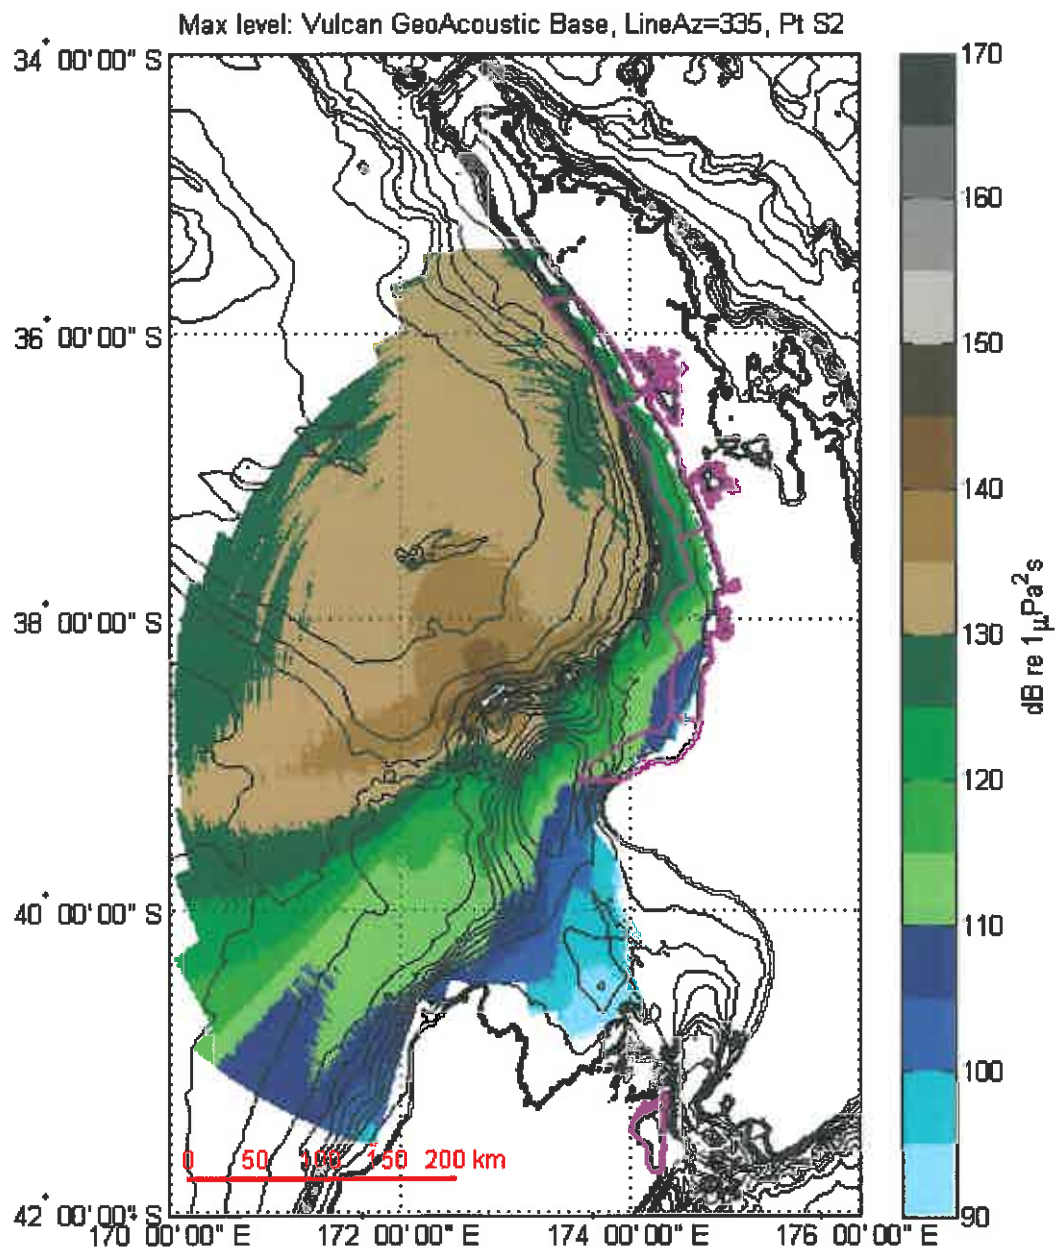 Max level: Vulcan GeoAcoustic Base, LineAz=335, Pt S2
34° 00'00" S
36° 00'00" S
38° 00'00" S
40° 00'00" S
42° 00'00" S
170° 00'00" E
172° 00'00" E
174° 00'00" E
176° 00'00" E
0 50 100 150 200 km
170
160
150
140
130
120
110
100
90
dB re 1µPa²s